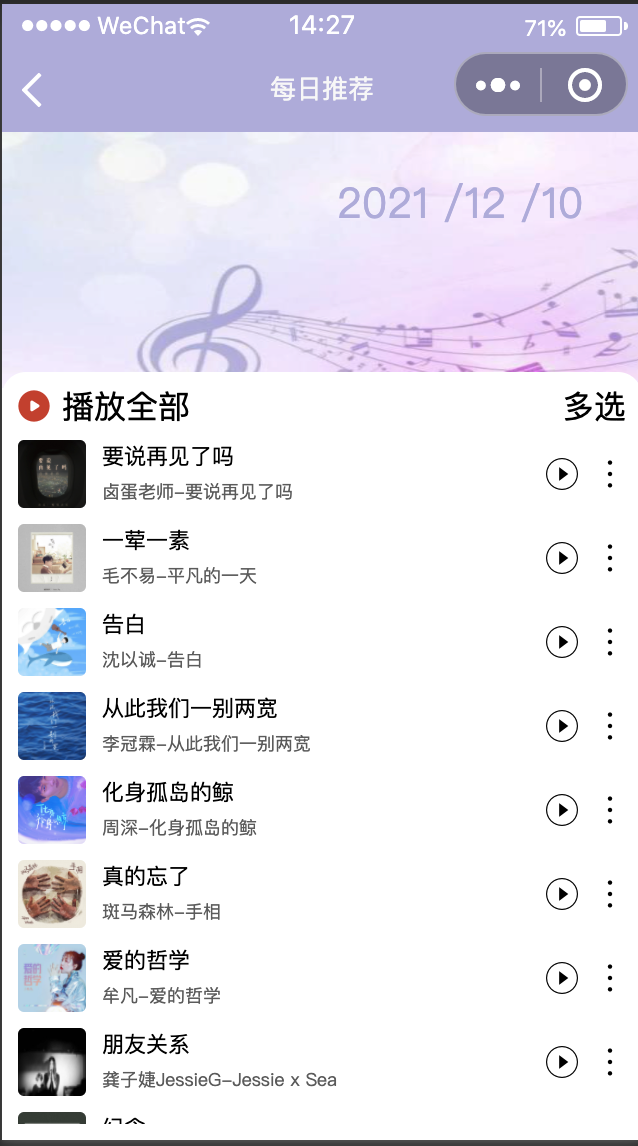 WeChat 14:27 71%
每日推荐
2021 /12 /10
播放全部 多选
要说再见了吗
卤蛋老师-要说再见了吗
一荤一素
毛不易-平凡的一天
告白
沈以诚-告白
从此我们一别两宽
李冠霖-从此我们一别两宽
化身孤岛的鲸
周深-化身孤岛的鲸
真的忘了
斑马森林-手相
爱的哲学
牟凡-爱的哲学
朋友关系
龚子婕JessieG-Jessie x Sea